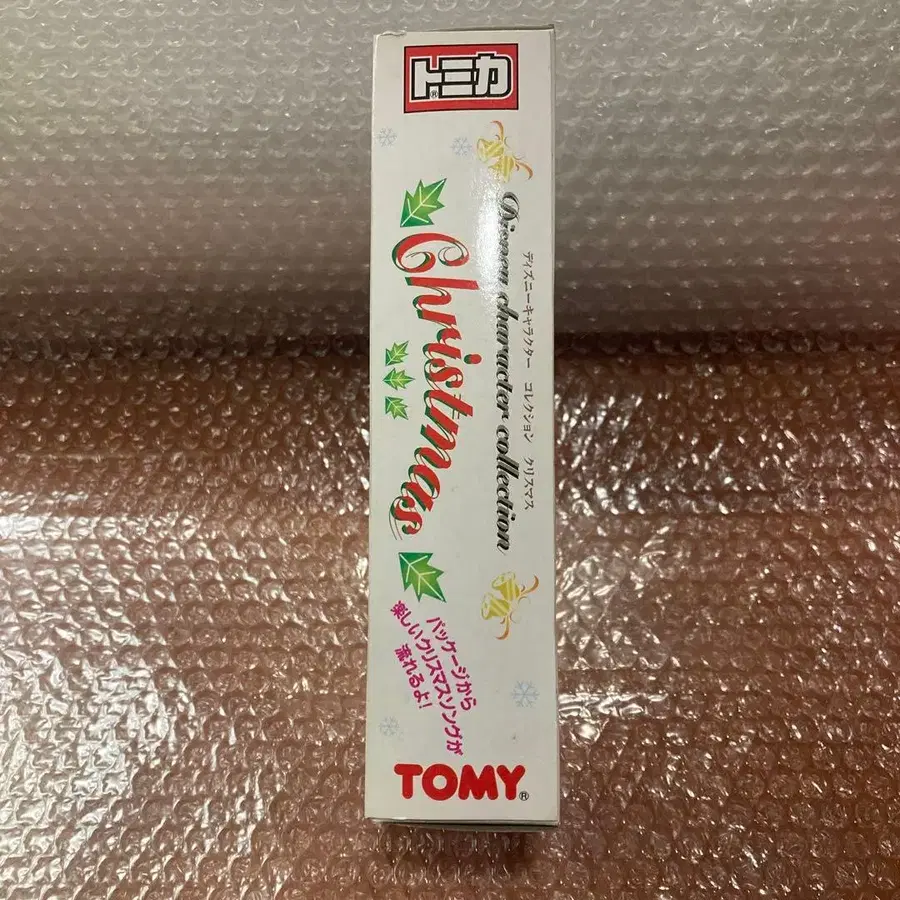 トミカ®
ディズニーキャラクター コレクション クリスマス
Disney character collection
Christmas
パッケージから
楽しいクリスマスソングが
流れるよ!
TOMY®